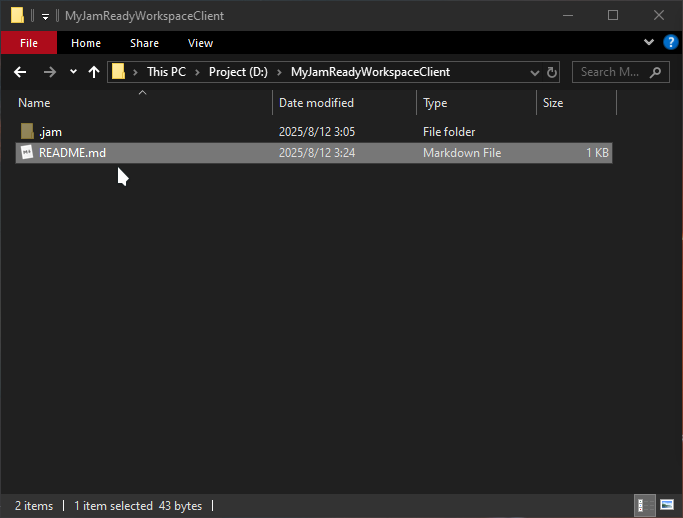 MyJamReadyWorkspaceClient
File Home Share View
This PC Project (D:) MyJamReadyWorkspaceClient Search M...
Name Date modified Type Size
.jam 2025/8/12 3:05 File folder
README.md 2025/8/12 3:24 Markdown File 1 KB
2 items 1 item selected 43 bytes